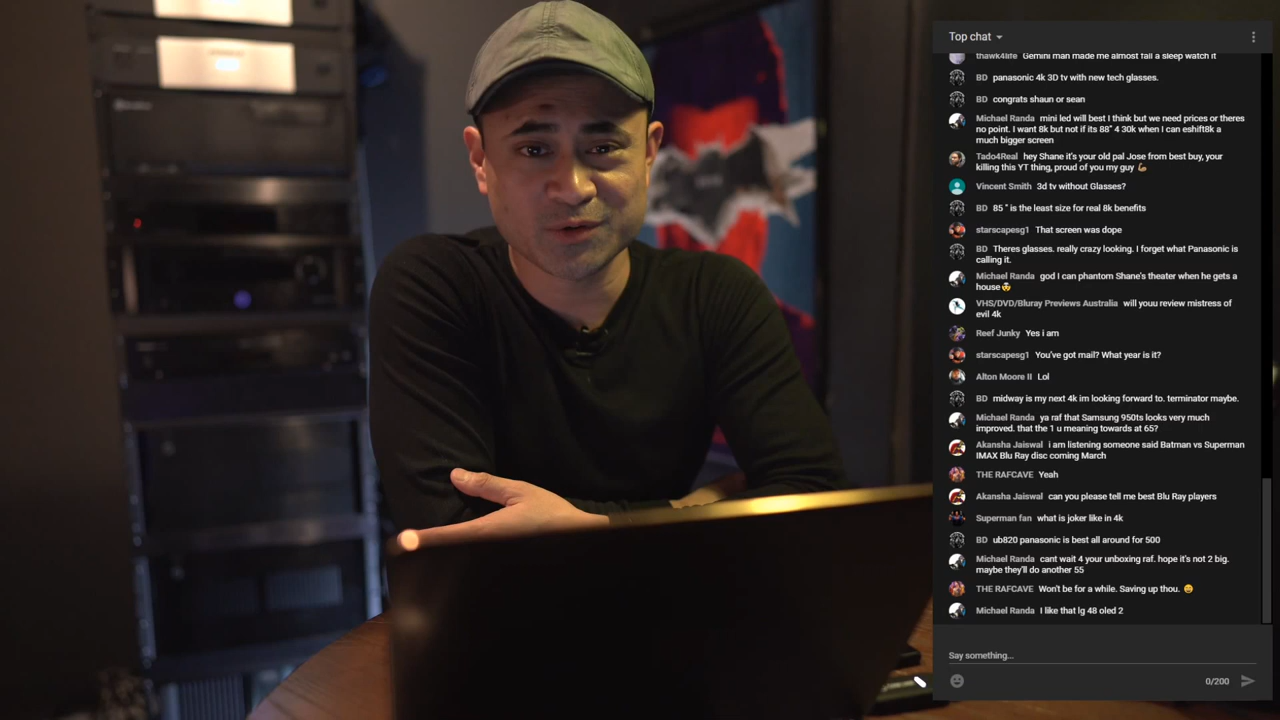 Top chat
thawk4life Gemini man made me almost fall a sleep watch it
BD panasonic 4k 3D tv with new tech glasses.
BD congrats shaun or sean
Michael Randa mini led will best I think but we need prices or theres
no point. I want 8k but not if its 88" 4 30k when I can eshift8k a
much bigger screen
Tado4Real hey Shane it's your old pal Jose from best buy, your
killing this YT thing, proud of you my guy 💪
Vincent Smith 3d tv without Glasses?
BD 85 " is the least size for real 8k benefits
starscapesg1 That screen was dope
BD Theres glasses. really crazy looking. I forget what Panasonic is
calling it.
Michael Randa god I can phantom Shane's theater when he gets a
house🤯
VHS/DVD/Bluray Previews Australia will youu review mistress of
evil 4k
Reef Junky Yes i am
starscapesg1 You've got mail? What year is it?
Alton Moore II Lol
BD midway is my next 4k im looking forward to. terminator maybe.
Michael Randa ya raf that Samsung 950ts looks very much
improved. that the 1 u meaning towards at 65?
Akansha Jaiswal i am listening someone said Batman vs Superman
IMAX Blu Ray disc coming March
THE RAFCAVE Yeah
Akansha Jaiswal can you please tell me best Blu Ray players
Superman fan what is joker like in 4k
BD ub820 panasonic is best all around for 500
Michael Randa cant wait 4 your unboxing raf. hope it's not 2 big.
maybe they'll do another 55
THE RAFCAVE Won't be for a while. Saving up thou. 😀
Michael Randa I like that lg 48 oled 2
Say something...
0/200